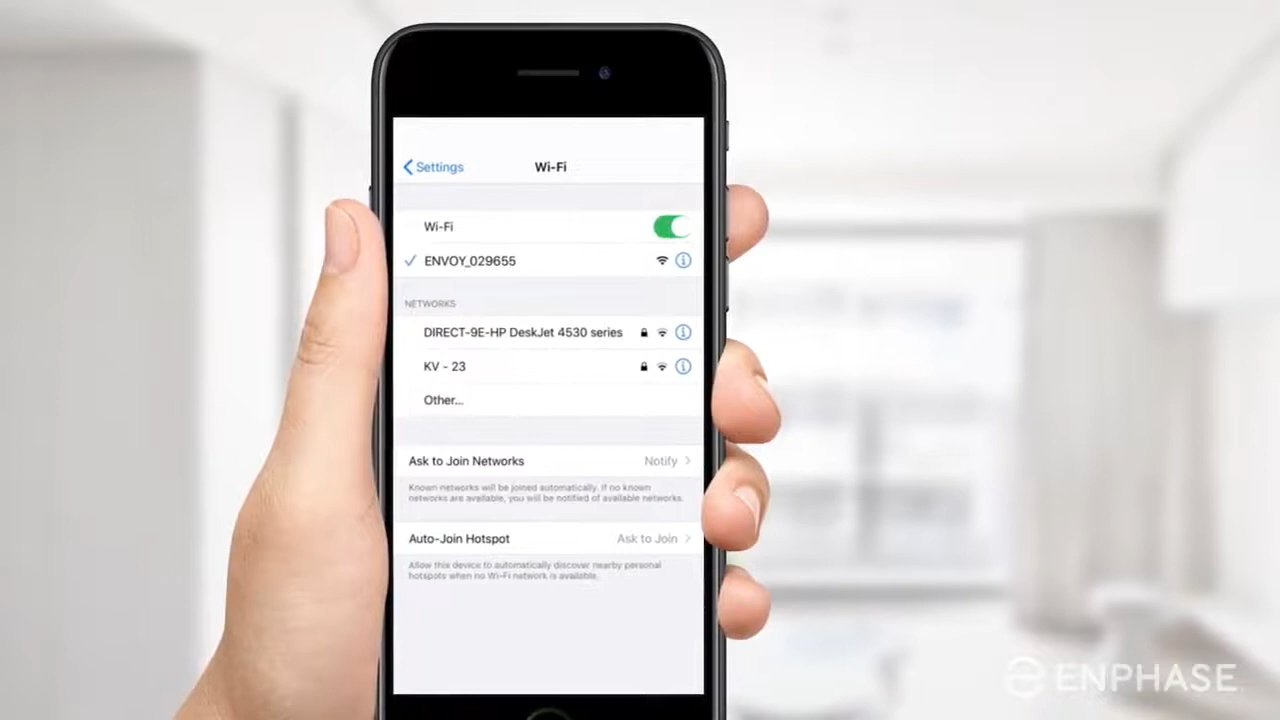 Settings
Wi-Fi
Wi-Fi
ENVOY_029655
NETWORKS
DIRECT-9E-HP DeskJet 4530 series
KV - 23
Other...
Ask to Join Networks Notify
Known networks will be joined automatically. If no known
networks are available, you will be notified of available networks.
Auto-Join Hotspot Ask to Join
Allow this device to automatically discover nearby personal
hotspots when no Wi-Fi network is available.
ENPHASE